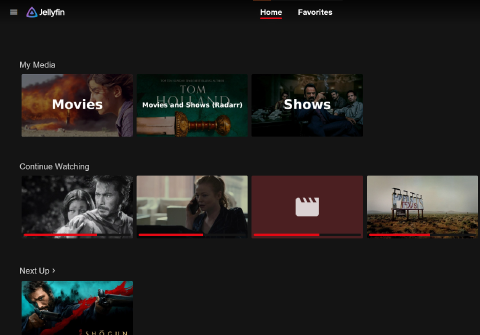 Jellyfin
Home
Favorites
My Media
Movies
TOM
HOLLAND
Movies and Shows (Radarr)
Shows
Continue Watching
Next Up >
SHŌGUN